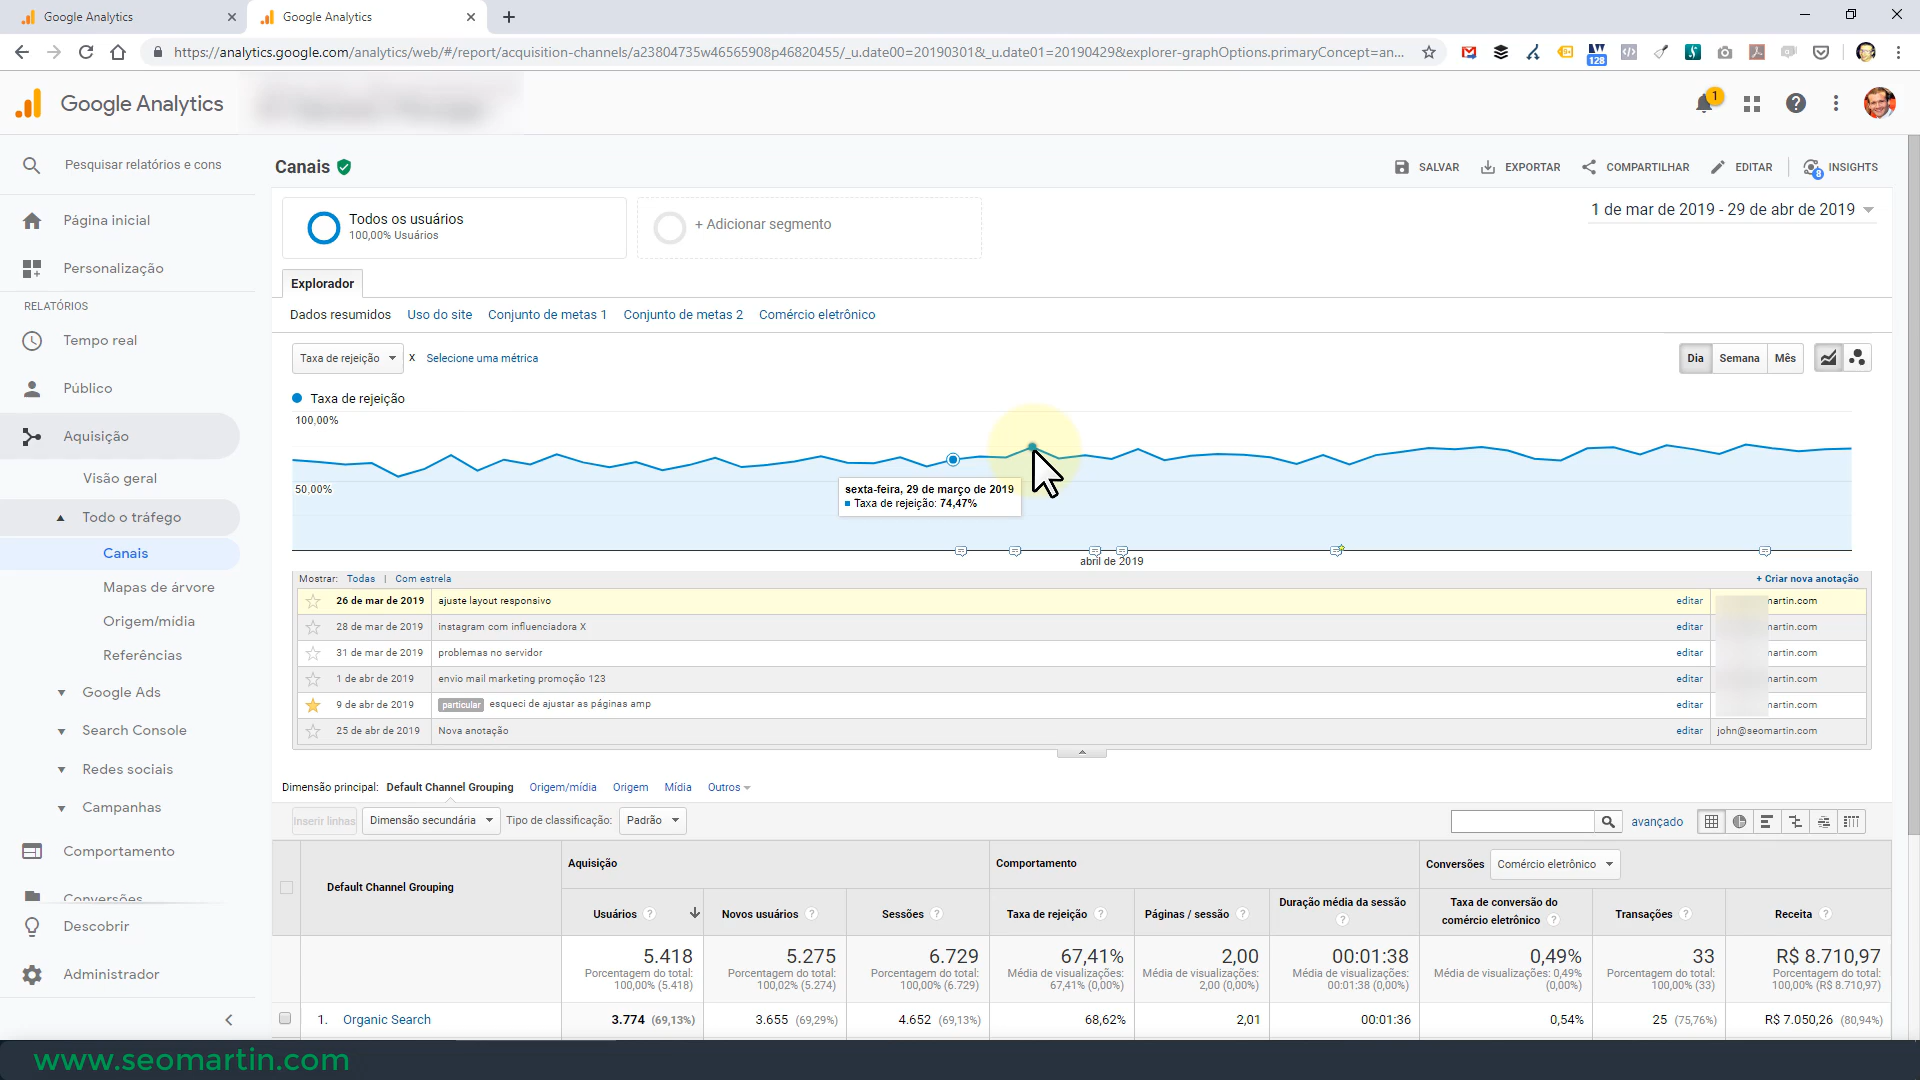 Google Analytics
Google Analytics
https://analytics.google.com/analytics/web/#/report/acquisition-channels/a23804735w46565908p46820455/_u.date00=20190301&_u.date01=20190429&explorer-graphOptions.primaryConcept=an...
128
Google Analytics
1
Pesquisar relatórios e cons
Canais
SALVAR
EXPORTAR
COMPARTILHAR
EDITAR
8
INSIGHTS
Página inicial
Personalização
RELATÓRIOS
Tempo real
Público
Aquisição
Visão geral
Todo o tráfego
Canais
Mapas de árvore
Origem/mídia
Referências
Google Ads
Search Console
Redes sociais
Campanhas
Comportamento
Conversões
Descobrir
Administrador
Todos os usuários
100,00% Usuários
+ Adicionar segmento
1 de mar de 2019 - 29 de abr de 2019
Explorador
Dados resumidos Uso do site Conjunto de metas 1 Conjunto de metas 2 Comércio eletrônico
Taxa de rejeição x Selecione uma métrica
Dia Semana Mês
Taxa de rejeição
100,00%
50,00%
sexta-feira, 29 de março de 2019
Taxa de rejeição: 74,47%
abril de 2019
Mostrar: Todas | Com estrela
+ Criar nova anotação
26 de mar de 2019 ajuste layout responsivo editar martin.com
28 de mar de 2019 instagram com influenciadora X editar martin.com
31 de mar de 2019 problemas no servidor editar martin.com
1 de abr de 2019 envio mail marketing promoção 123 editar martin.com
9 de abr de 2019 particular esqueci de ajustar as páginas amp editar martin.com
25 de abr de 2019 Nova anotação editar john@seomartin.com
Dimensão principal: Default Channel Grouping Origem/mídia Origem Mídia Outros
Inserir linhas Dimensão secundária Tipo de classificação: Padrão
avançado
Default Channel Grouping
Aquisição Comportamento Conversões Comércio eletrônico
Usuários ? Novos usuários ? Sessões ? Taxa de rejeição ? Páginas / sessão ? Duração média da sessão ? Taxa de conversão do comércio eletrônico ? Transações ? Receita ?
5.418 5.275 6.729 67,41% 2,00 00:01:38 0,49% 33 R$ 8.710,97
Porcentagem do total: Porcentagem do total: Porcentagem do total: Média de visualizações: Média de visualizações: Média de visualizações: Média de visualizações: 0,49% Porcentagem do total: Porcentagem do total:
100,00% (5.418) 100,02% (5.274) 100,00% (6.729) 67,41% (0,00%) 2,00 (0,00%) 00:01:38 (0,00%) (0,00%) 100,00% (33) 100,00% (R$ 8.710,97)
1. Organic Search 3.774 (69,13%) 3.655 (69,29%) 4.652 (69,13%) 68,62% 2,01 00:01:36 0,54% 25 (75,76%) R$ 7.050,26 (80,94%)
www.seomartin.com